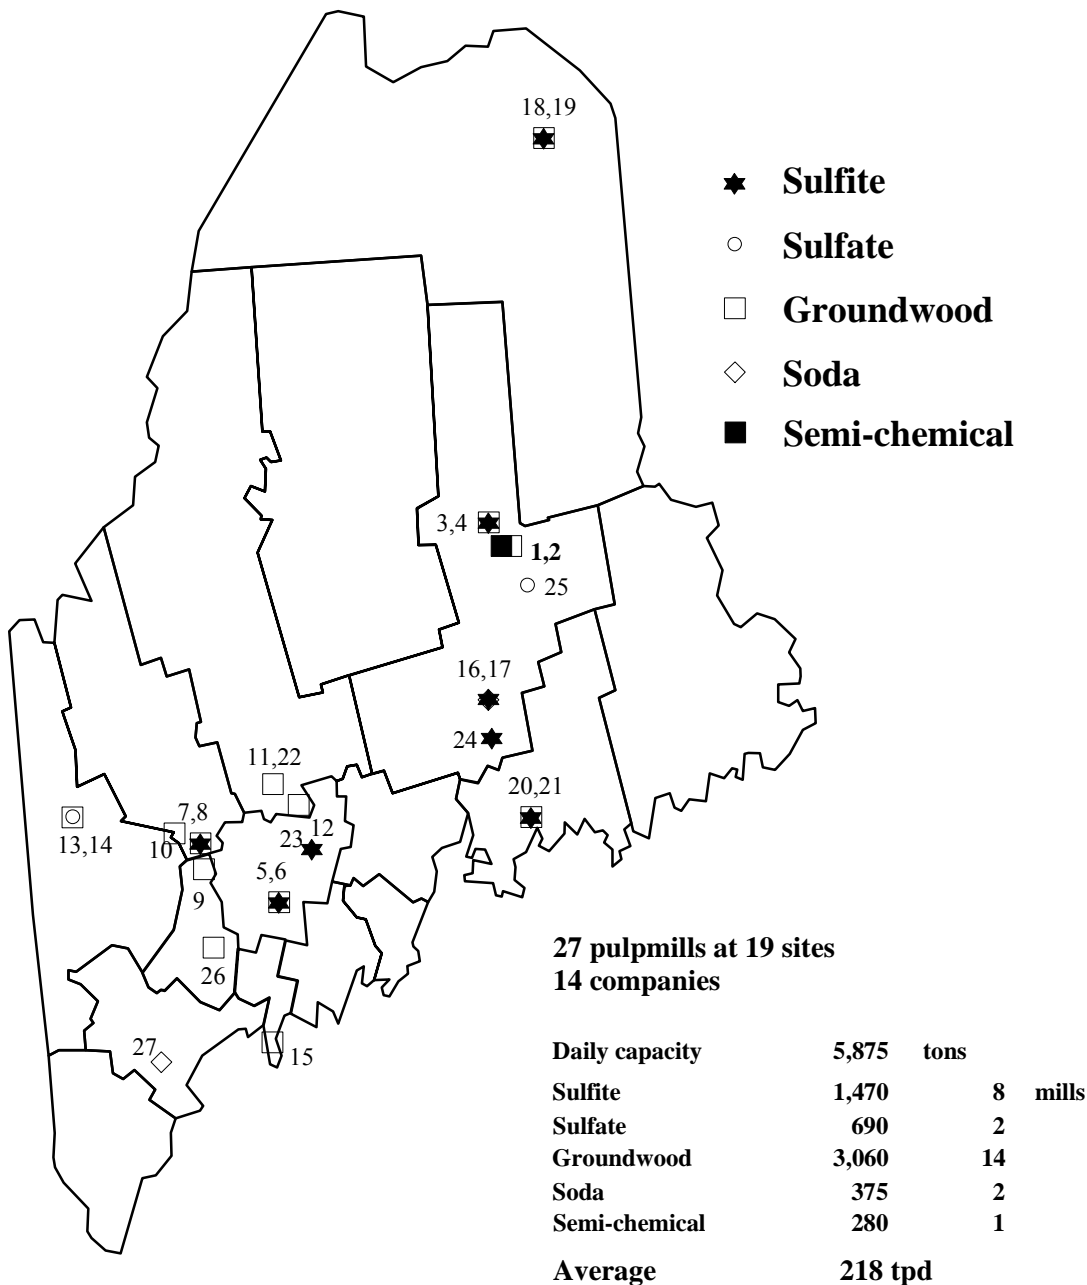 18,19
Sulfite
Sulfate
Groundwood
Soda
Semi-chemical
3,4
1,2
25
16,17
24
11,22
20,21
7,8
13,14
10
23
12
5,6
9
26
27
15
27 pulpmills at 19 sites
14 companies
Daily capacity 5,875 tons
Sulfite 1,470 8 mills
Sulfate 690 2
Groundwood 3,060 14
Soda 375 2
Semi-chemical 280 1
Average 218 tpd